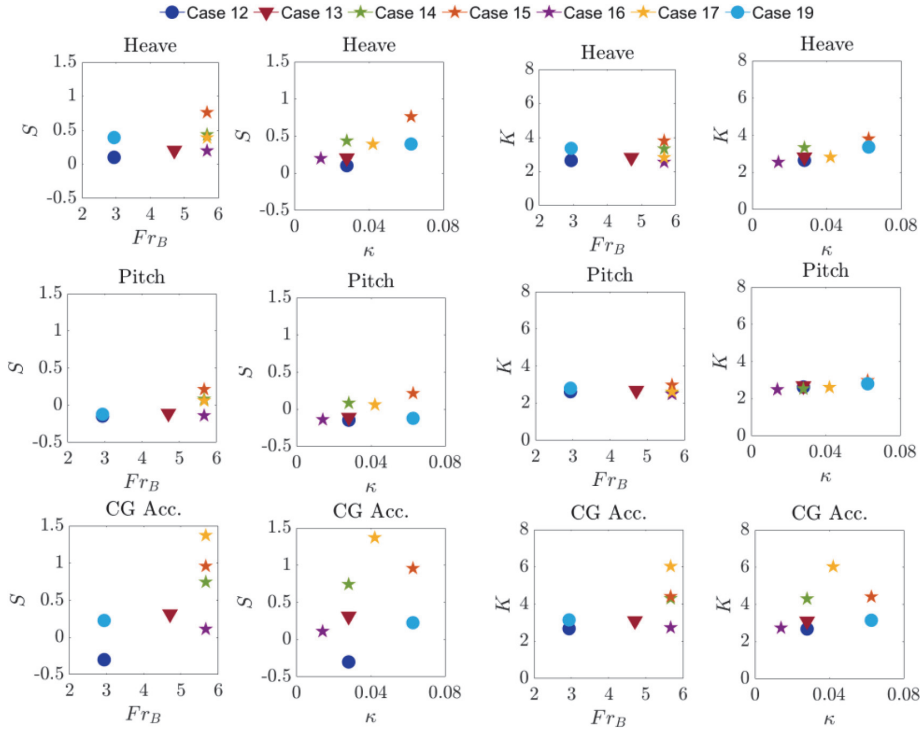 Case 12 Case 13 Case 14 Case 15 Case 16 Case 17 Case 19
Heave Heave Heave Heave
1.5 1.5 8 8
1 1 6 6
S 0.5 S 0.5 K 4 K 4
0 0 2 2
-0.5 -0.5 0 0
2 3 4 5 6 0 0.04 0.08 2 3 4 5 6 0 0.04 0.08
Fr_B κ Fr_B κ
Pitch Pitch Pitch Pitch
1.5 1.5 8 8
1 1 6 6
S 0.5 S 0.5 K 4 K 4
0 0 2 2
-0.5 -0.5 0 0
2 3 4 5 6 0 0.04 0.08 2 3 4 5 6 0 0.04 0.08
Fr_B κ Fr_B κ
CG Acc. CG Acc. CG Acc. CG Acc.
1.5 1.5 8 8
1 1 6 6
S 0.5 S 0.5 K 4 K 4
0 0 2 2
-0.5 -0.5 0 0
2 3 4 5 6 0 0.04 0.08 2 3 4 5 6 0 0.04 0.08
Fr_B κ Fr_B κ